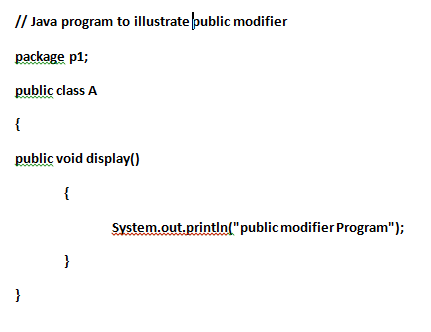 // Java program to illustrate public modifier
package p1;
public class A
{
public void display()
{
System.out.println("public modifier Program");
}
}